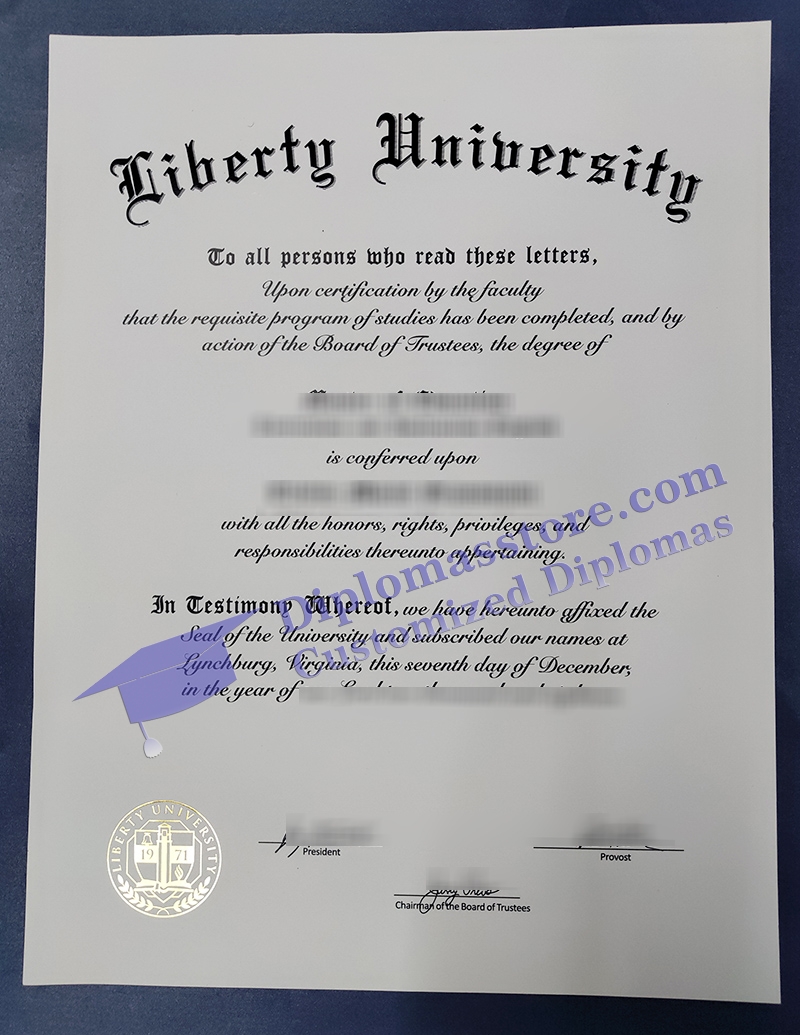 Liberty University
To all persons who read these letters,
Upon certification by the faculty
that the requisite program of studies has been completed, and by
action of the Board of Trustees, the degree of
is conferred upon
with all the honors, rights, privileges, and
responsibilities thereunto appertaining.
Diplomasstore.com
Customized Diplomas
In Testimony Whereof, we have hereunto affixed the
Seal of the University and subscribed our names at
Lynchburg, Virginia, this seventh day of December,
in the year of
LIBERTY UNIVERSITY
1971
President
Provost
Chairman of the Board of Trustees